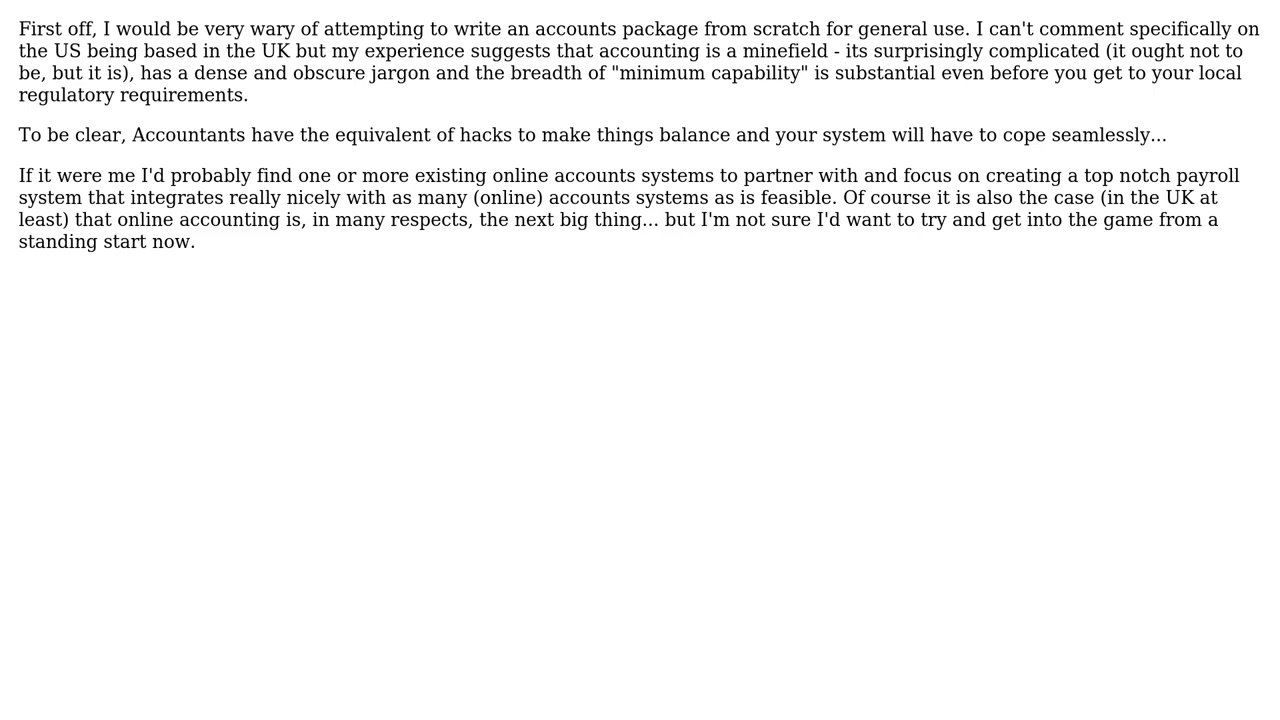 First off, I would be very wary of attempting to write an accounts package from scratch for general use. I can't comment specifically on
the US being based in the UK but my experience suggests that accounting is a minefield - its surprisingly complicated (it ought not to
be, but it is), has a dense and obscure jargon and the breadth of "minimum capability" is substantial even before you get to your local
regulatory requirements.
To be clear, Accountants have the equivalent of hacks to make things balance and your system will have to cope seamlessly...
If it were me I'd probably find one or more existing online accounts systems to partner with and focus on creating a top notch payroll
system that integrates really nicely with as many (online) accounts systems as is feasible. Of course it is also the case (in the UK at
least) that online accounting is, in many respects, the next big thing... but I'm not sure I'd want to try and get into the game from a
standing start now.